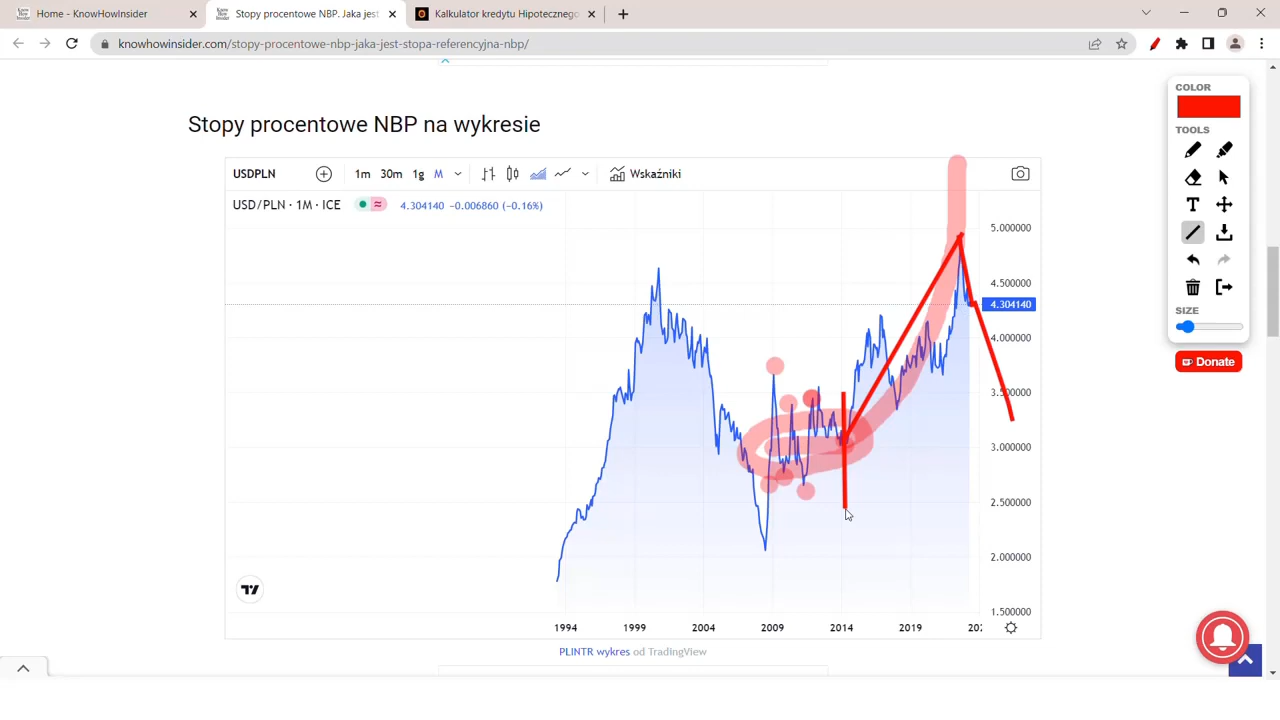 Home - KnowHowInsider
Stopy procentowe NBP. Jaka jest
Kalkulator kredytu Hipotecznego
knowhowinsider.com/stopy-procentowe-nbp-jaka-jest-stopa-referencyjna-nbp/
Stopy procentowe NBP na wykresie
USDPLN 1m 30m 1g M Wskaźniki
USD/PLN · 1M · ICE 4.304140 −0.006860 (−0.16%)
5.000000
4.500000
4.304140
4.000000
3.500000
3.000000
2.500000
2.000000
1.500000
1994 1999 2004 2009 2014 2019 202
PLINTR wykres od TradingView
COLOR
TOOLS
T
SIZE
Donate